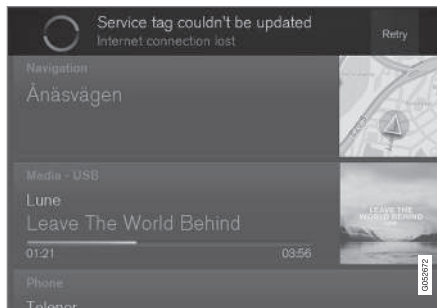 Service tag couldn't be updated
Internet connection lost
Retry
Navigation
Ånäsvägen
Media - USB
Lune
Leave The World Behind
01:21
03:56
LEAVE THE
WORLD BEHIND
Phone
Telenor
G052672